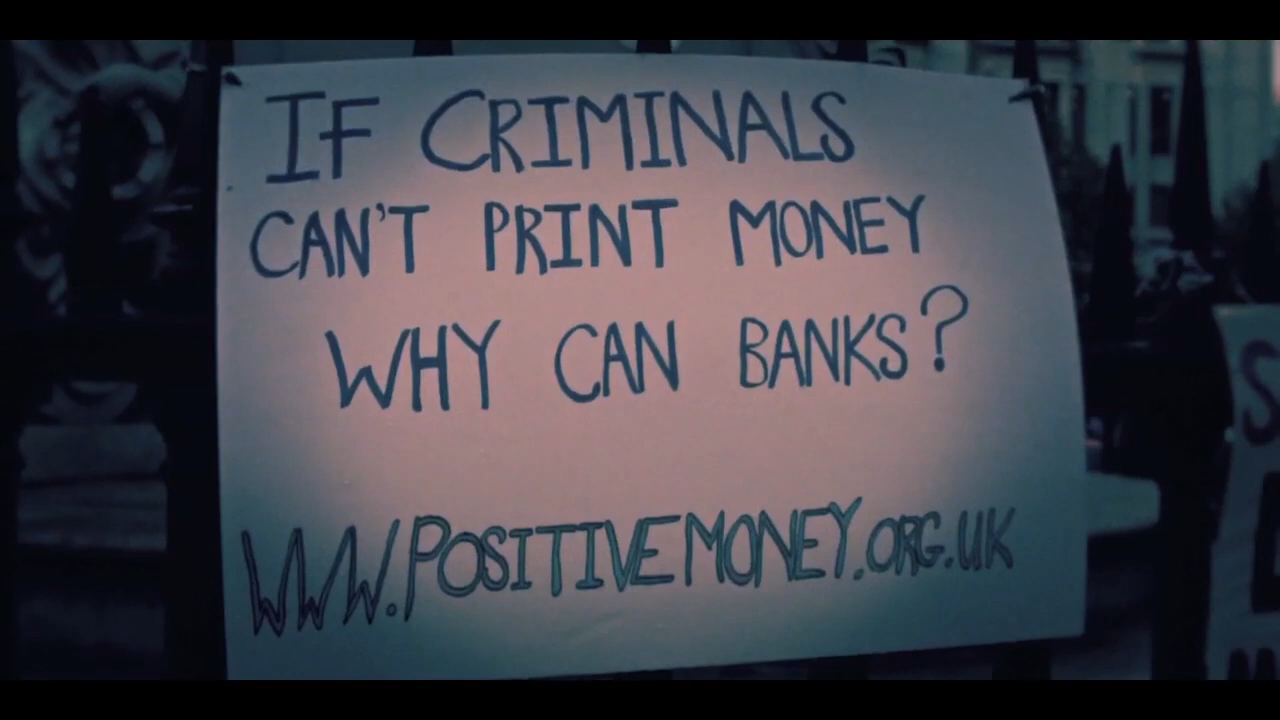 IF CRIMINALS
CAN'T PRINT MONEY
WHY CAN BANKS?
WWW.POSITIVEMONEY.ORG.UK